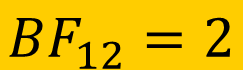 BF₁₂ = 2